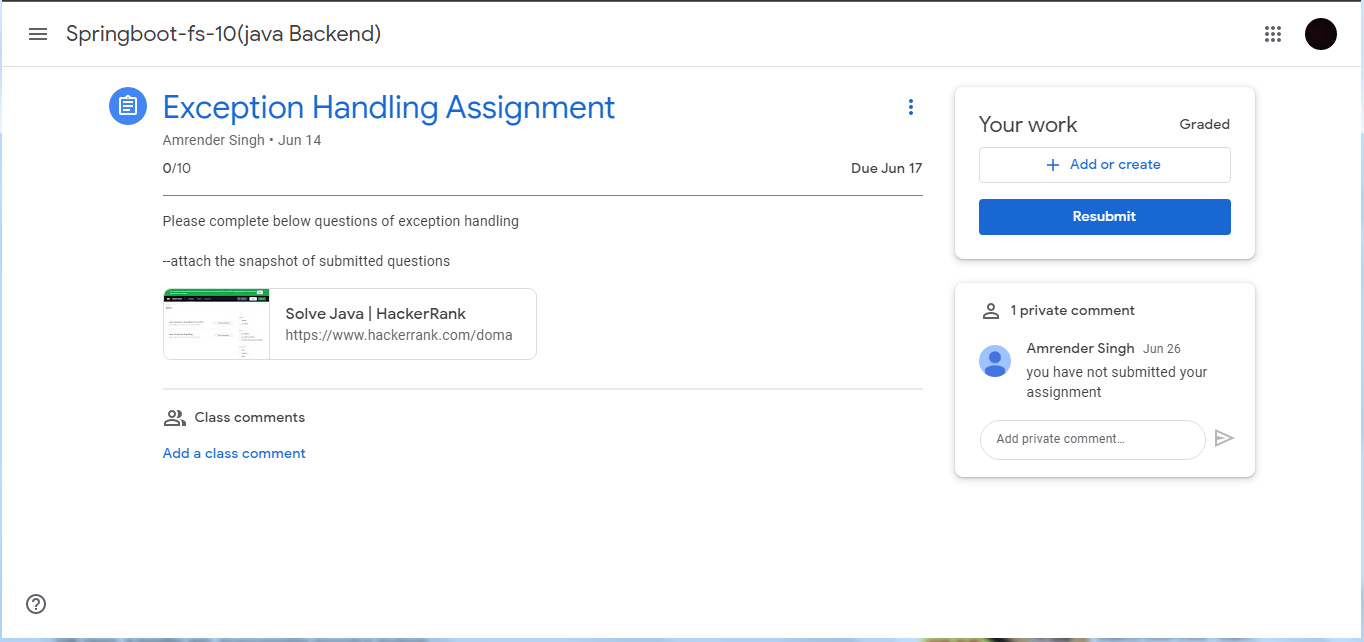 Springboot-fs-10(java Backend)
Exception Handling Assignment
Amrender Singh • Jun 14
0/10
Due Jun 17
Please complete below questions of exception handling
--attach the snapshot of submitted questions
Solve Java | HackerRank
https://www.hackerrank.com/doma
Class comments
Add a class comment
Your work
Graded
+ Add or create
Resubmit
1 private comment
Amrender Singh Jun 26
you have not submitted your
assignment
Add private comment…